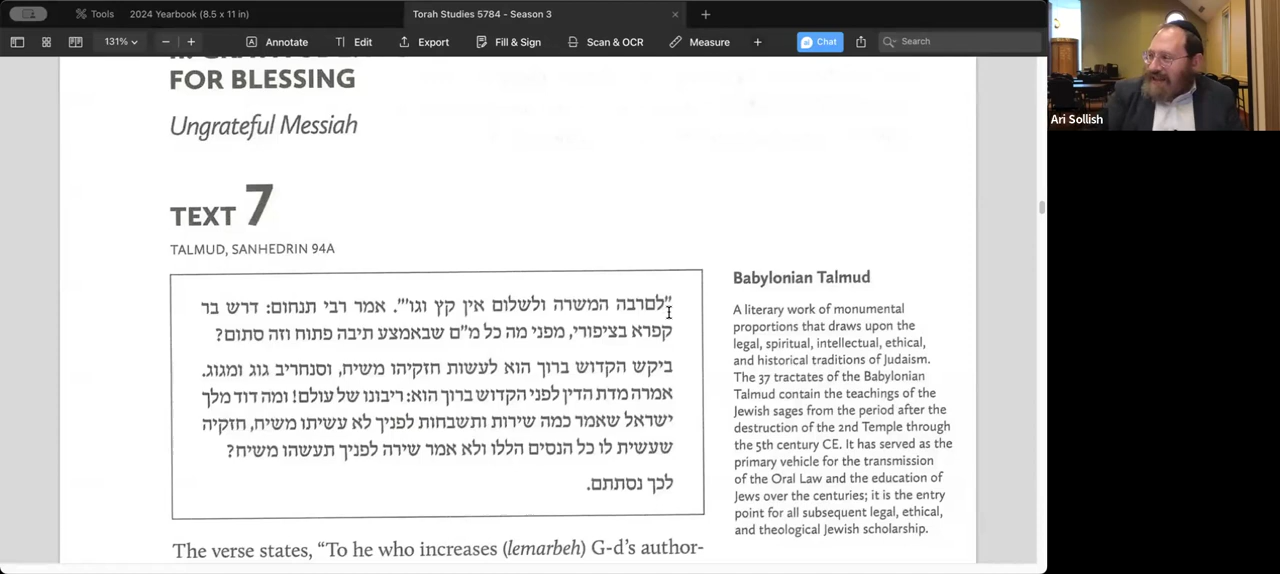 Tools
2024 Yearbook (8.5 x 11 in)
Torah Studies 5784 - Season 3
131%
Annotate
Edit
Export
Fill & Sign
Scan & OCR
Measure
Chat
Search
FOR BLESSING
Ungrateful Messiah
TEXT 7
TALMUD, SANHEDRIN 94A
"לםרבה המשרה ולשלום אין קץ וגו'". אמר רבי תנחום: דרש בר
קפרא בציפורי, מפני מה כל מ"ם שבאמצע תיבה פתוח וזה סתום?
ביקש הקדוש ברוך הוא לעשות חזקיהו משיח, וסנחריב גוג ומגוג.
אמרה מדת הדין לפני הקדוש ברוך הוא: ריבונו של עולם! ומה דוד מלך
ישראל שאמר כמה שירות ותשבחות לפניך לא עשיתו משיח, חזקיה
שעשית לו כל הנסים הללו ולא אמר שירה לפניך תעשהו משיח?
לכך נסתתם.
The verse states, "To he who increases (lemarbeh) G-d's author-
Babylonian Talmud
A literary work of monumental
proportions that draws upon the
legal, spiritual, intellectual, ethical,
and historical traditions of Judaism.
The 37 tractates of the Babylonian
Talmud contain the teachings of the
Jewish sages from the period after the
destruction of the 2nd Temple through
the 5th century CE. It has served as the
primary vehicle for the transmission
of the Oral Law and the education of
Jews over the centuries; it is the entry
point for all subsequent legal, ethical,
and theological Jewish scholarship.
Ari Sollish